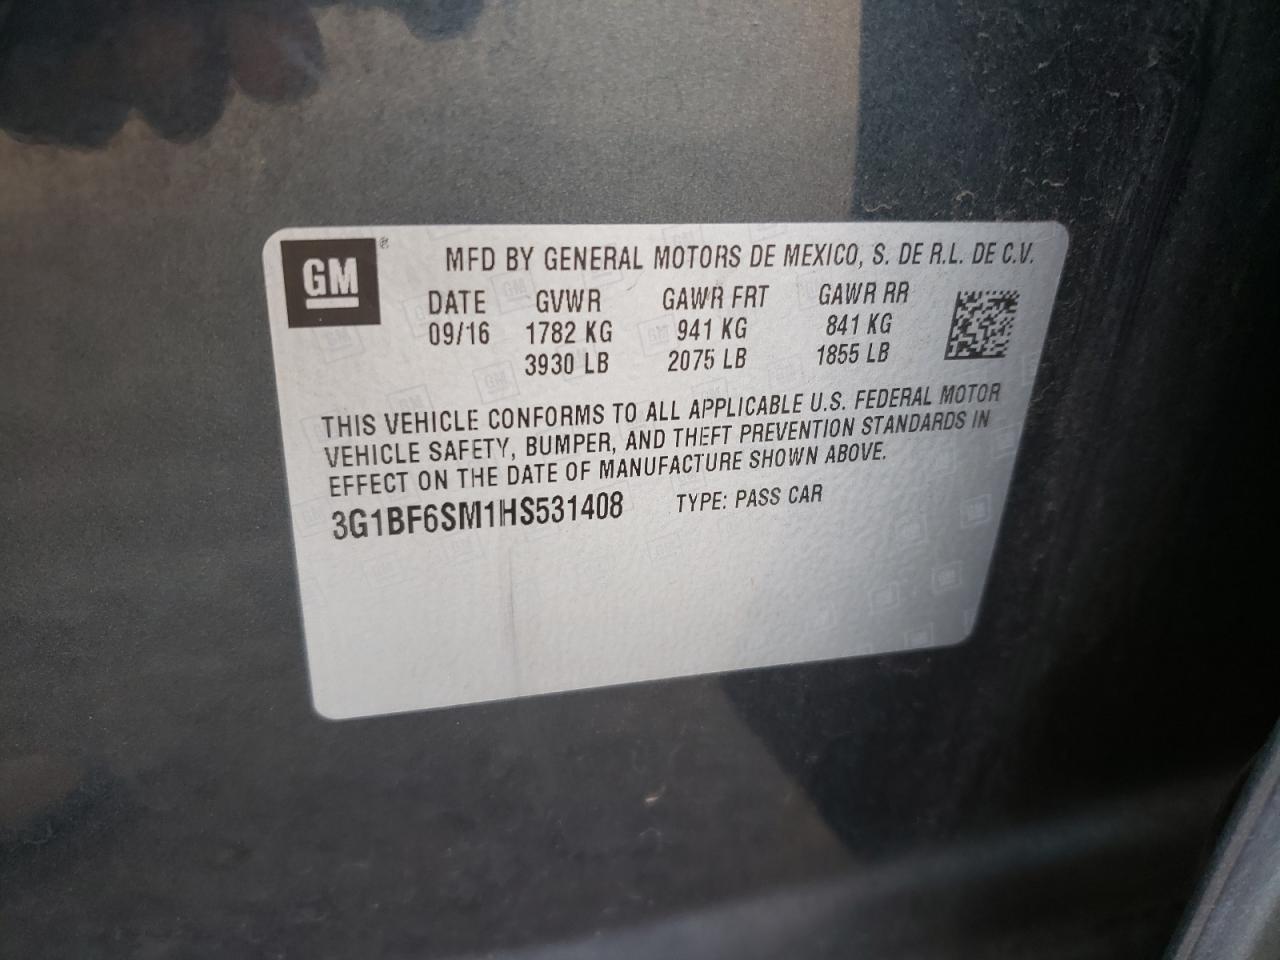 GM ®
MFD BY GENERAL MOTORS DE MEXICO, S. DE R.L. DE C.V.
DATE GVWR GAWR FRT GAWR RR
09/16 1782 KG 941 KG 841 KG
3930 LB 2075 LB 1855 LB
THIS VEHICLE CONFORMS TO ALL APPLICABLE U.S. FEDERAL MOTOR
VEHICLE SAFETY, BUMPER, AND THEFT PREVENTION STANDARDS IN
EFFECT ON THE DATE OF MANUFACTURE SHOWN ABOVE.
3G1BF6SM1HS531408 TYPE: PASS CAR